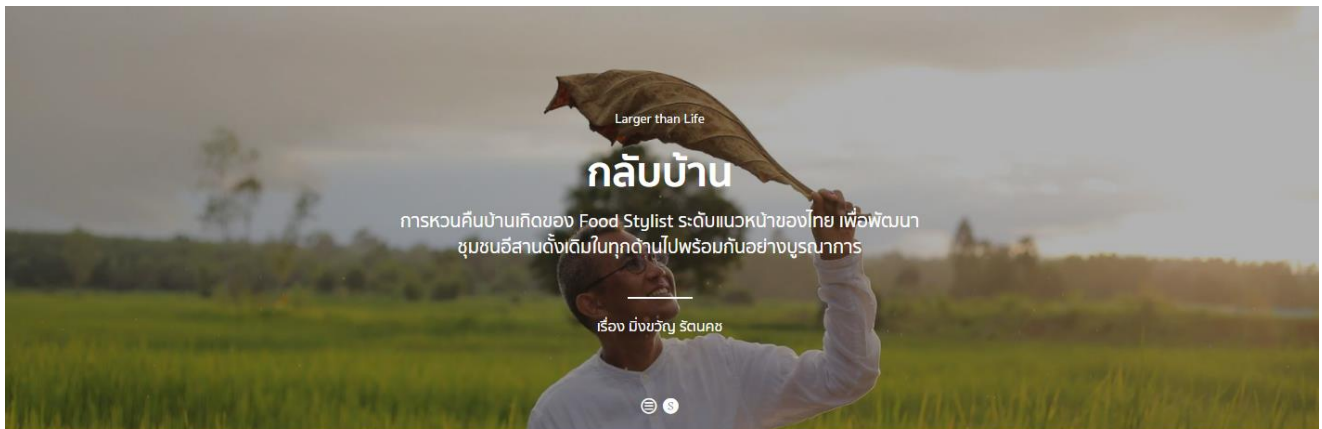 Larger than Life
กลับบ้าน
การหวนคืนบ้านเกิดของ Food Stylist ระดับแนวหน้าของไทย เพื่อพัฒนา
ชุมชนอีสานดั้งเดิมในทุกด้านไปพร้อมกันอย่างบูรณาการ
เรื่อง มิ่งขวัญ รัตนคช
S